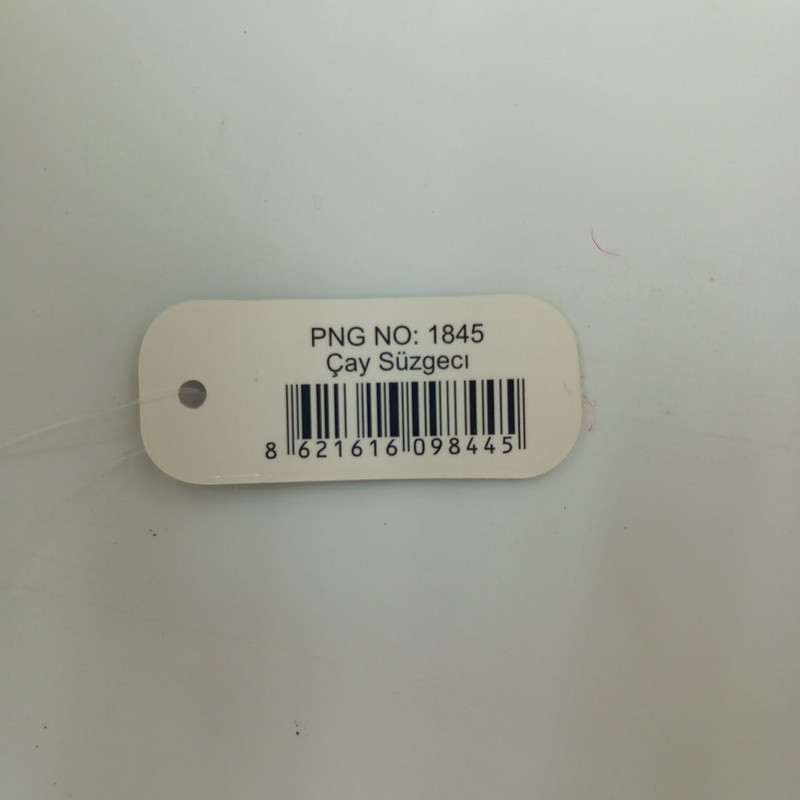 PNG NO: 1845
Çay Süzgecı
8 621616 098445